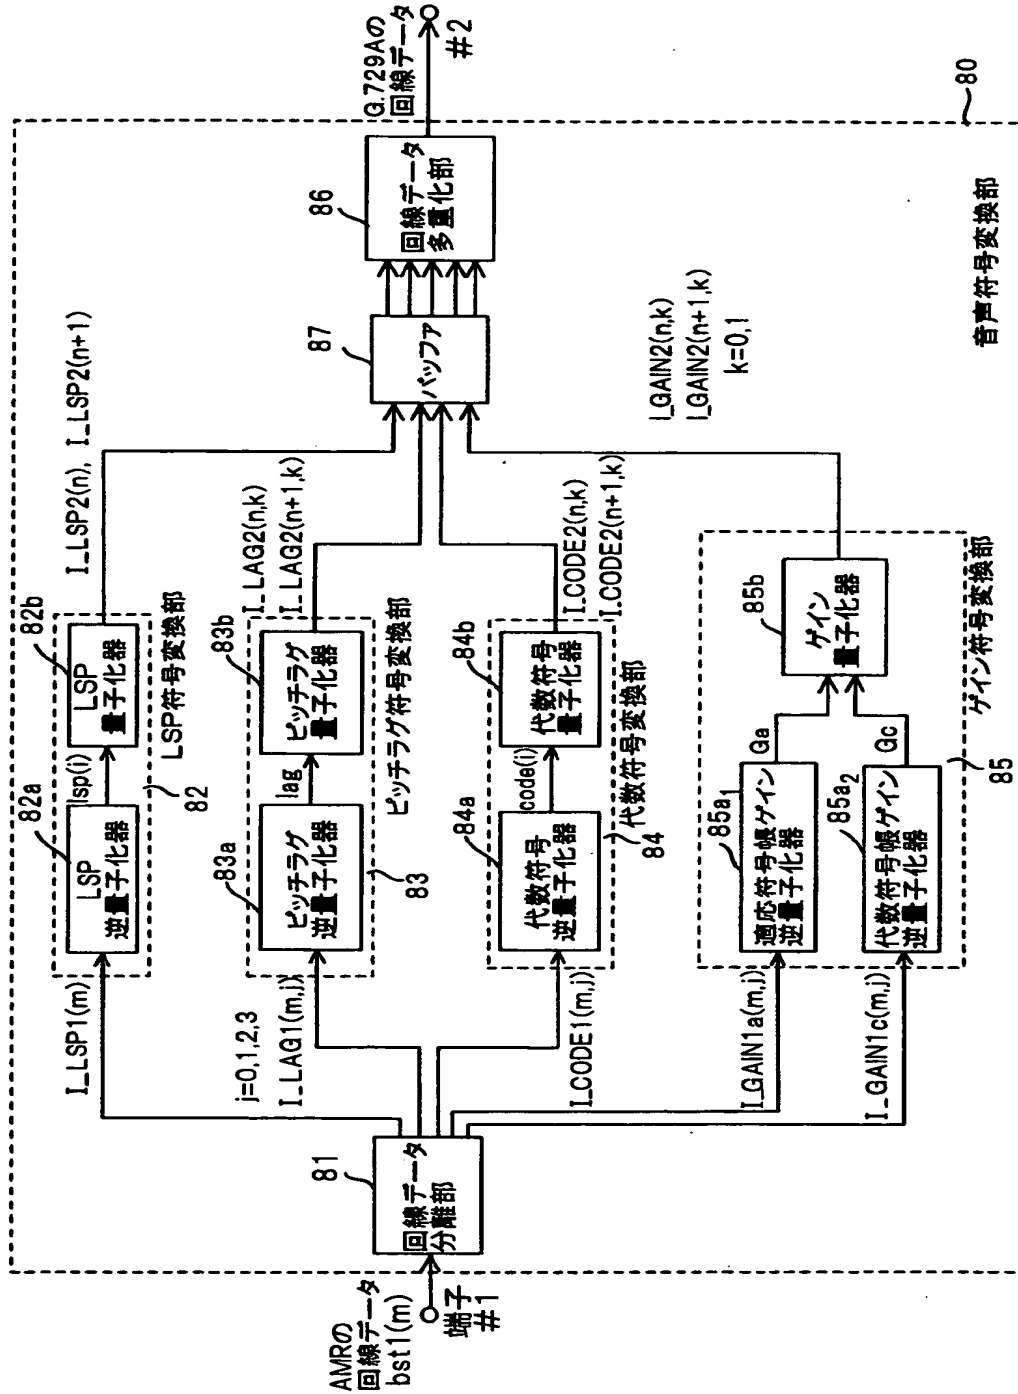 AMRの
回線データ
bst1(m)
端子
#1
81
回線データ
分離部
I_LSP1(m)
j=0,1,2,3
I_LAG1(m,j)
I_CODE1(m,j)
I_GAIN1a(m,j)
I_GAIN1c(m,j)
82a
LSP
逆量子化器
lsp(i)
82b
LSP
量子化器
82
LSP符号変換部
I_LSP2(n), I_LSP2(n+1)
83a
ピッチラグ
逆量子化器
lag
83b
ピッチラグ
量子化器
83
ピッチラグ符号変換部
I_LAG2(n,k)
I_LAG2(n+1,k)
84a
代数符号
逆量子化器
code(i)
84b
代数符号
量子化器
84
代数符号変換部
I_CODE2(n,k)
I_CODE2(n+1,k)
85a1
適応符号帳ゲイン
逆量子化器
Ga
85a2
代数符号帳ゲイン
逆量子化器
Gc
85b
ゲイン
量子化器
85
ゲイン符号変換部
I_GAIN2(n,k)
I_GAIN2(n+1,k)
k=0,1
87
バッファ
86
回線データ
多重化部
G.729Aの
回線データ
#2
80
音声符号変換部